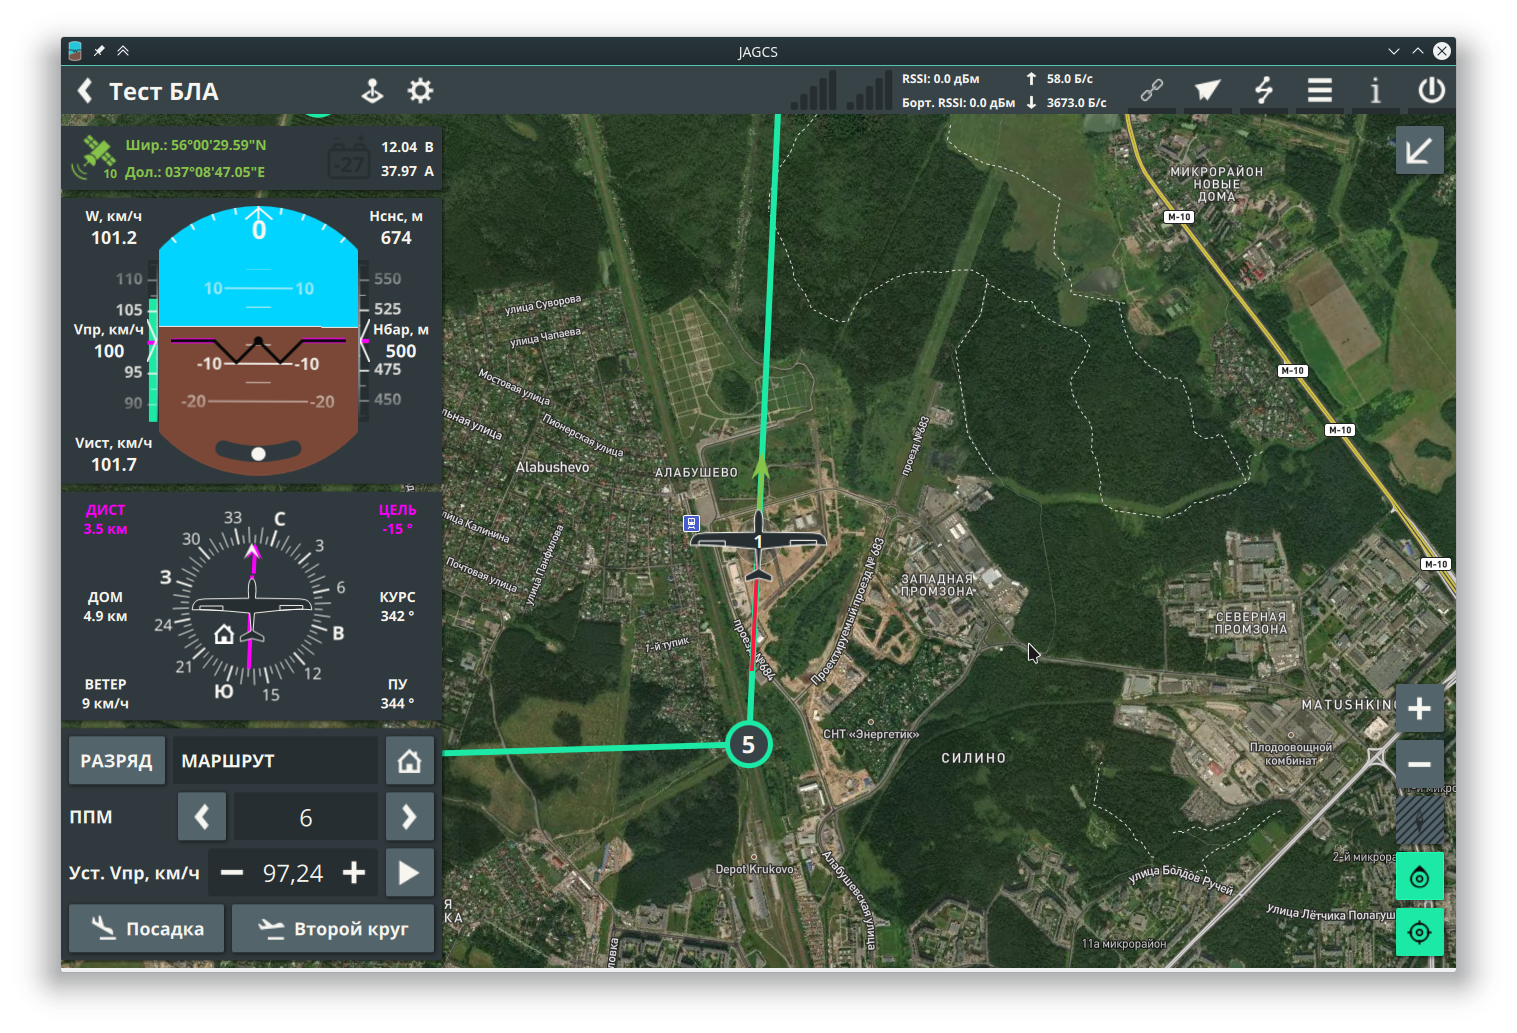 JAGCS
Тест БЛА
RSSI: 0.0 дБм
58.0 Б/с
Борт. RSSI: 0.0 дБм
3673.0 Б/с
Шир.: 56°00'29.59"N
10 Дол.: 037°08'47.05"E
-27
12.04 В
37.97 А
W, км/ч
101.2
0
Нснс, м
674
110
105
Vпр, км/ч
100
95
90
10 10
-10 -10
-20 -20
550
525
Нбар, м
500
475
450
Vист, км/ч
101.7
ДИСТ
3.5 км
ЦЕЛЬ
-15 °
33
С
3
6
В
12
15
Ю
21
24
З
30
ДОМ
4.9 км
КУРС
342 °
ВЕТЕР
9 км/ч
ПУ
344 °
РАЗРЯД
МАРШРУТ
ППМ
6
Уст. Vпр, км/ч
97,24
Посадка
Второй круг
МИКРОРАЙОН
НОВЫЕ
ДОМА
М-10
М-10
М-10
М-10
улица Суворова
улица Чапаева
Мостовая улица
льная улица
Пионерская улица
Alabushevo
АЛАБУШЕВО
проезд №683
лица Калинина
улица Панфилова
Почтовая улица
1
Проектируемый проезд № 683
ЗАПАДНАЯ
ПРОМЗОНА
СЕВЕРНАЯ
ПРОМЗОНА
1-й тупик
№684
5
СНТ «Энергетик»
СИЛИНО
MATUSHKINO
Плодоовощной
комбинат
Depot Krukovo
Алабушевская улица
улица Болдов Ручей
2-й микрора
улица Лётчика Полагуш
11а микрорайон
Я
КА
ловка